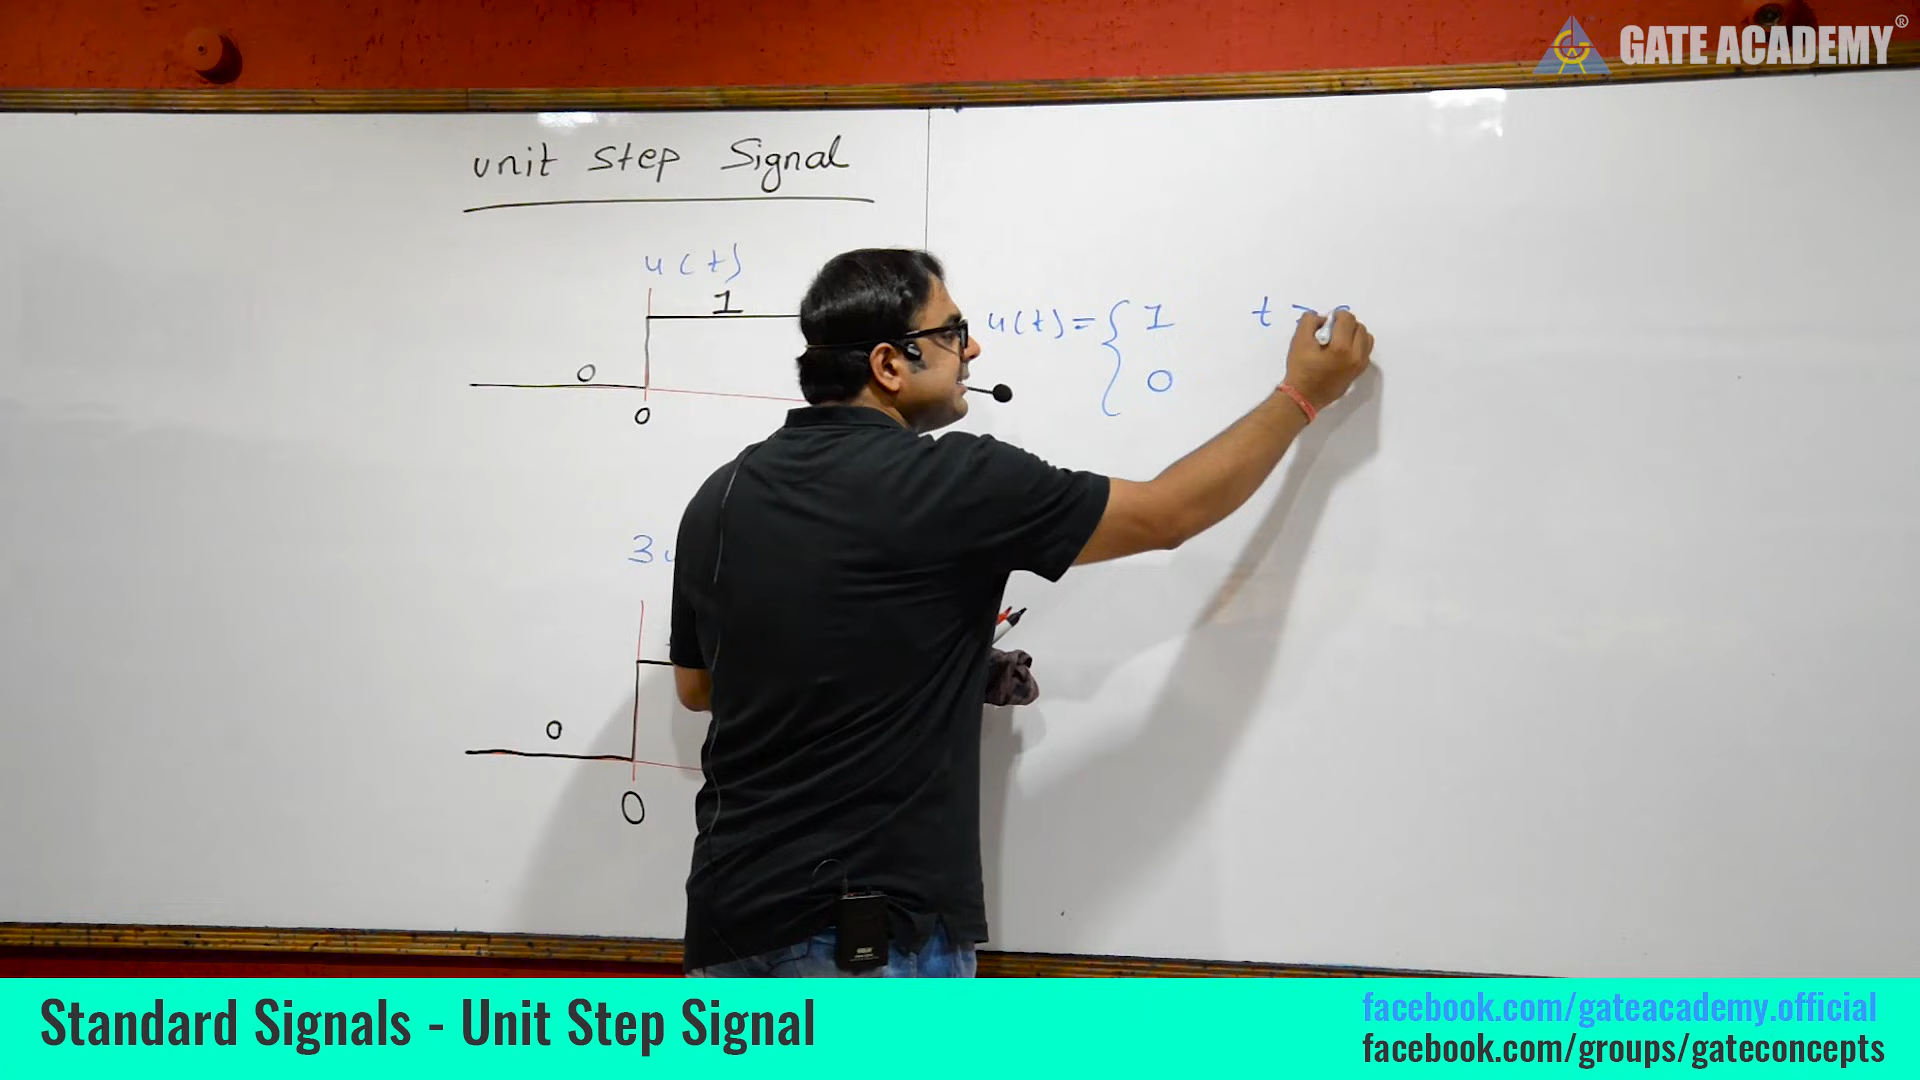 GATE ACADEMY®
unit step Signal
u(t)
1
0
0
u(t) = { 1 t >
0
3u
0
0
Standard Signals - Unit Step Signal
facebook.com/gateacademy.official
facebook.com/groups/gateconcepts